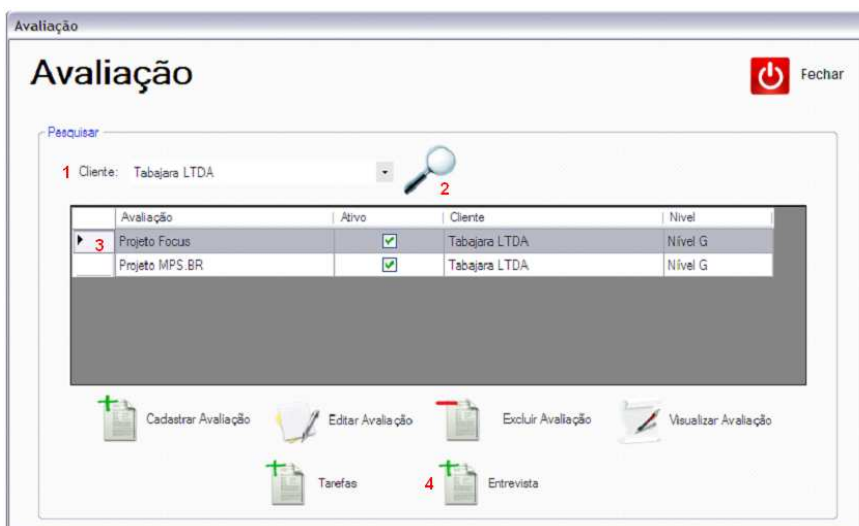 Avaliação
Avaliação
Fechar
Pesquisar
1 Cliente: Tabajara LTDA
2
Avaliação Ativo Cliente Nivel
3 Projeto Focus Tabajara LTDA Nível G
Projeto MPS.BR Tabajara LTDA Nível G
Cadastrar Avaliação Editar Avaliação Excluir Avaliação Visualizar Avaliação
Tarefas 4 Entrevista